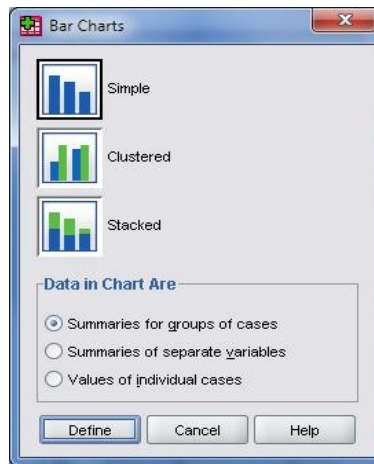 Bar Charts
Simple
Clustered
Stacked
Data in Chart Are
Summaries for groups of cases
Summaries of separate variables
Values of individual cases
Define Cancel Help